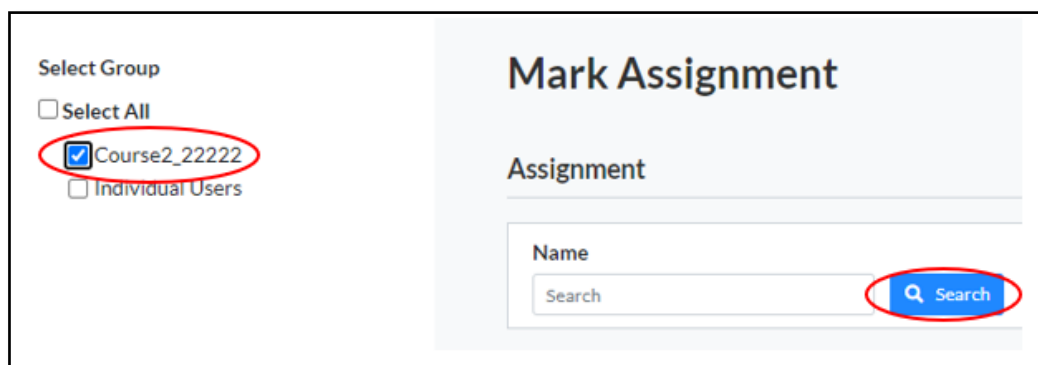 Select Group
Select All
Course2_22222
Individual Users
Mark Assignment
Assignment
Name
Search
Search